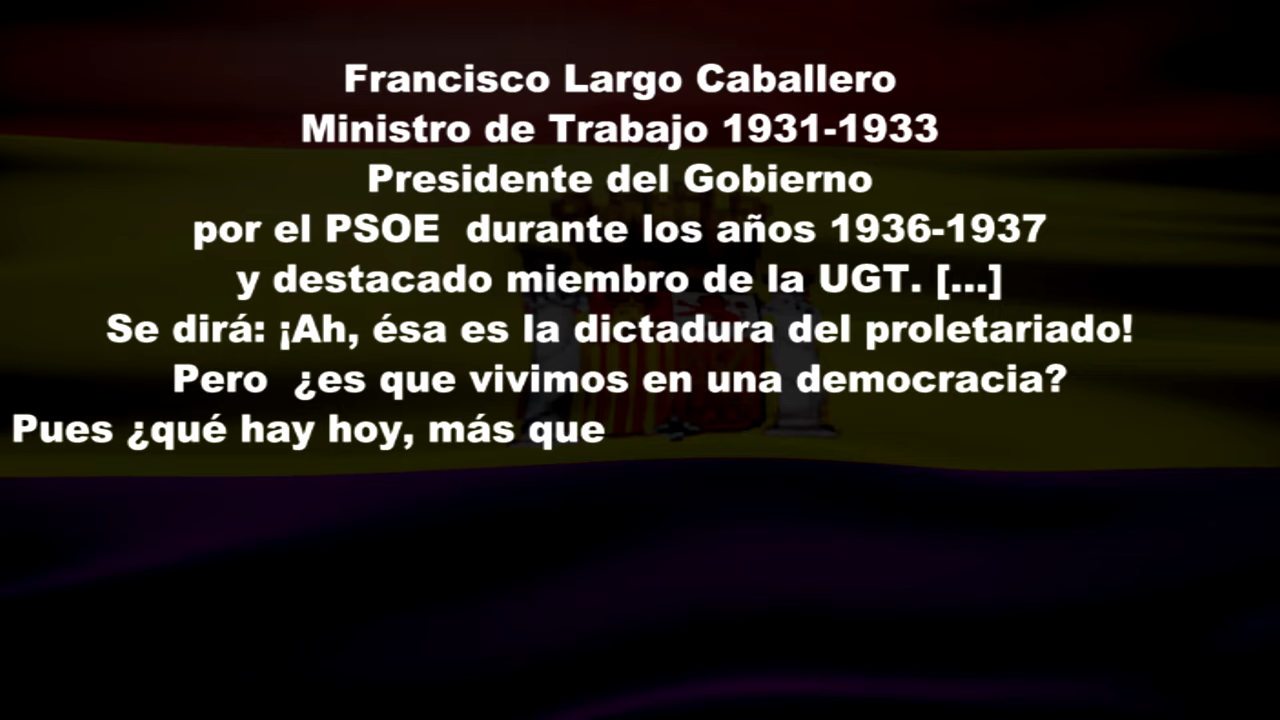 Francisco Largo Caballero
Ministro de Trabajo 1931-1933
Presidente del Gobierno
por el PSOE  durante los años 1936-1937
y destacado miembro de la UGT. [...]
Se dirá: ¡Ah, ésa es la dictadura del proletariado!
Pero  ¿es que vivimos en una democracia?
Pues ¿qué hay hoy, más que